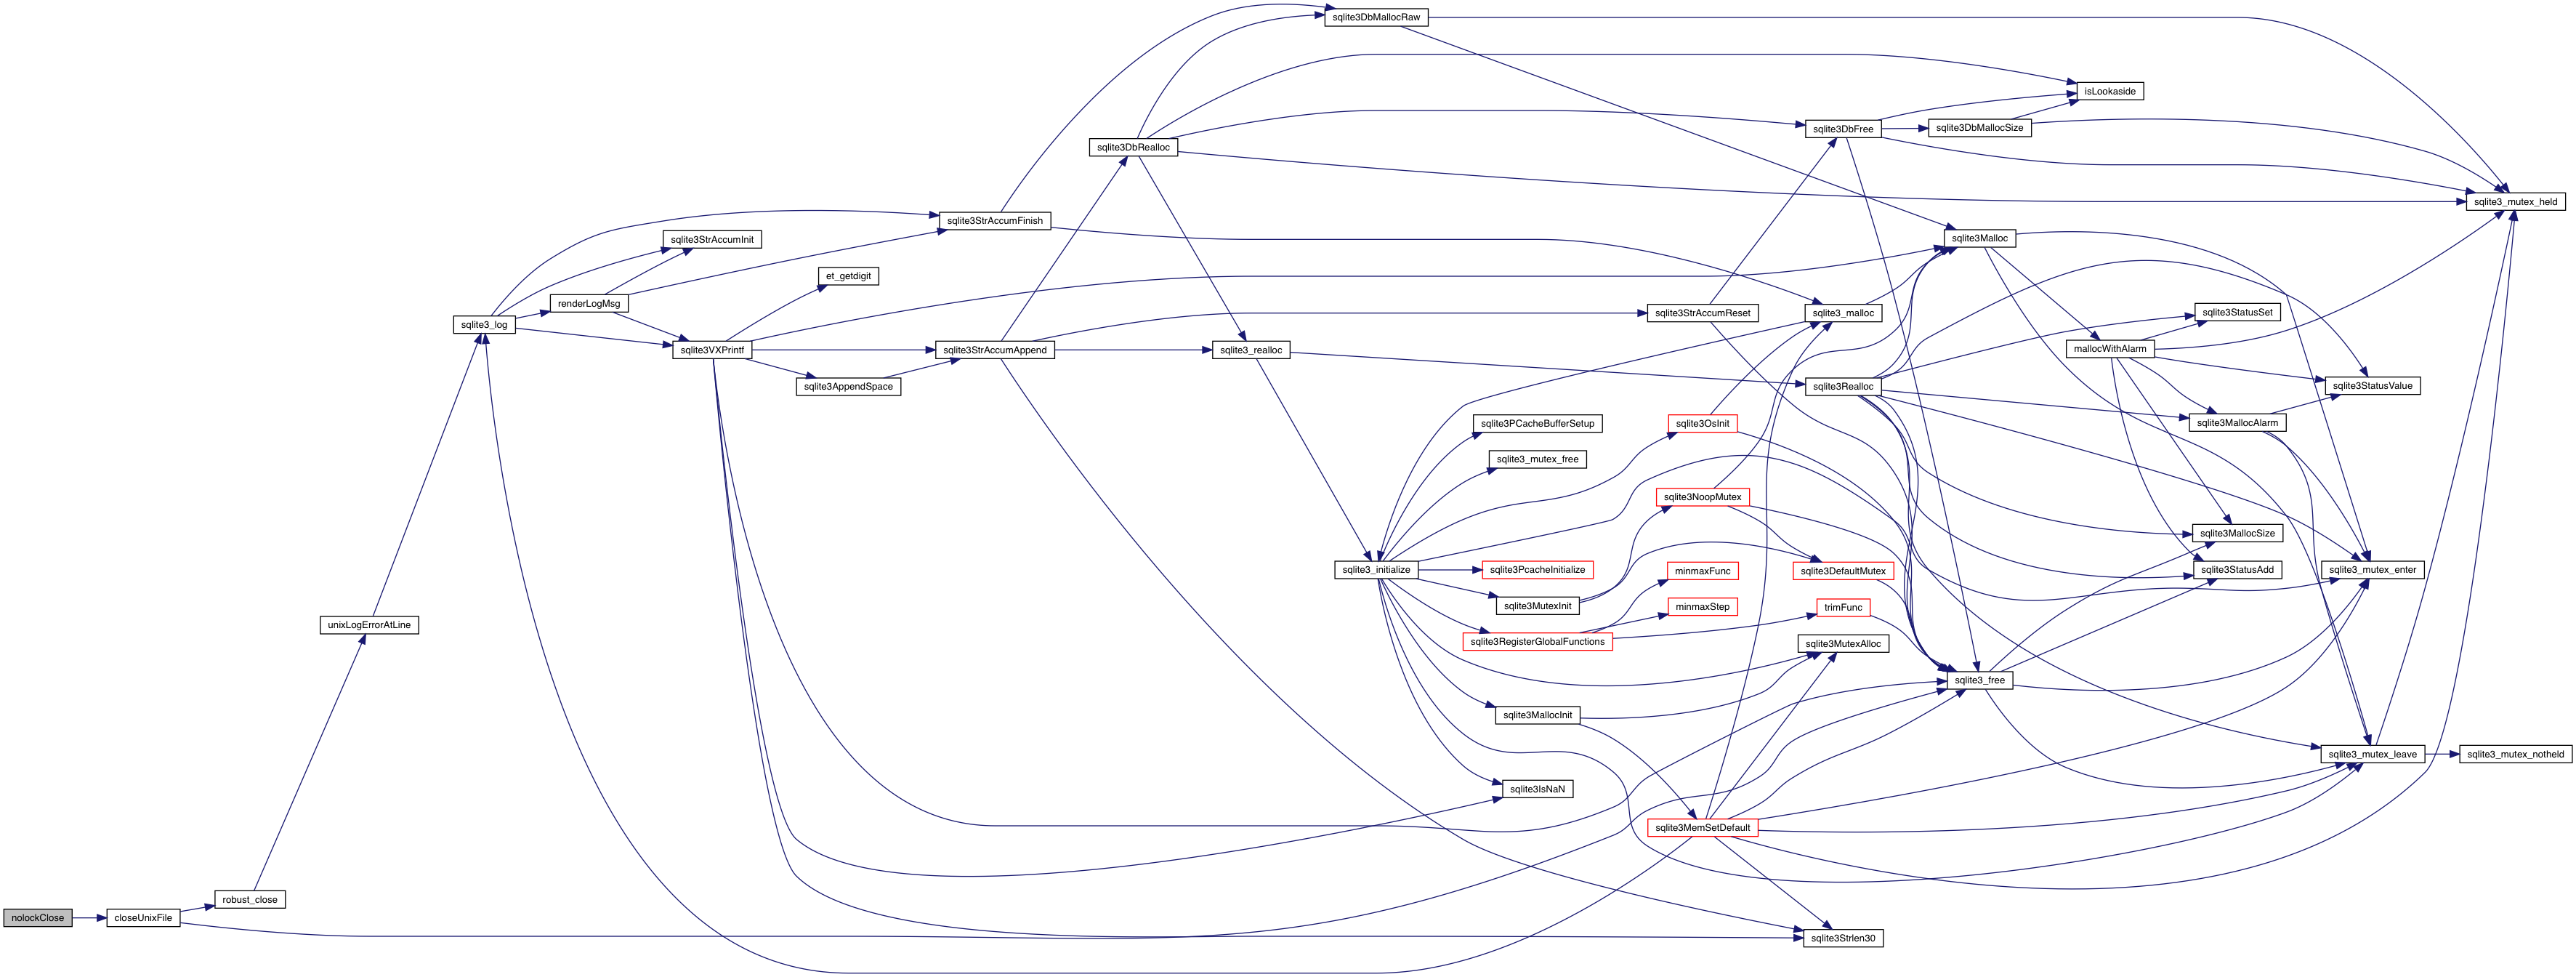 sqlite3DbMallocRaw
isLookaside
sqlite3DbFree
sqlite3DbMallocSize
sqlite3DbRealloc
sqlite3_mutex_held
sqlite3StrAccumFinish
sqlite3StrAccumInit
sqlite3Malloc
et_getdigit
renderLogMsg
sqlite3StrAccumReset
sqlite3_malloc
sqlite3StatusSet
sqlite3_log
sqlite3VXPrintf
sqlite3StrAccumAppend
sqlite3_realloc
mallocWithAlarm
sqlite3AppendSpace
sqlite3Realloc
sqlite3StatusValue
sqlite3PCacheBufferSetup
sqlite3OsInit
sqlite3MallocAlarm
sqlite3_mutex_free
sqlite3NoopMutex
sqlite3MallocSize
sqlite3_initialize
sqlite3PcacheInitialize
minmaxFunc
sqlite3DefaultMutex
sqlite3StatusAdd
sqlite3_mutex_enter
sqlite3MutexInit
minmaxStep
trimFunc
unixLogErrorAtLine
sqlite3RegisterGlobalFunctions
sqlite3MutexAlloc
sqlite3_free
sqlite3MallocInit
sqlite3_mutex_leave
sqlite3_mutex_notheld
sqlite3IsNaN
sqlite3MemSetDefault
robust_close
nolockClose
closeUnixFile
sqlite3Strlen30